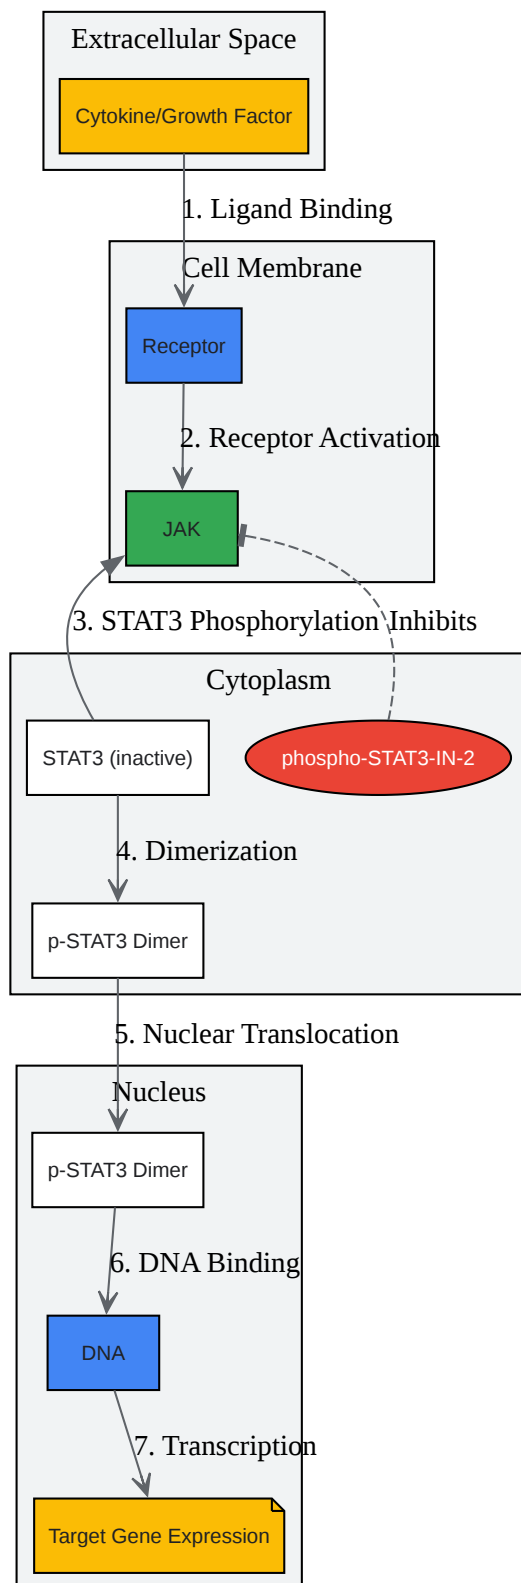 Extracellular Space
Cytokine/Growth Factor
1. Ligand Binding
Cell Membrane
Receptor
2. Receptor Activation
JAK
3. STAT3 Phosphorylation
Inhibits
Cytoplasm
STAT3 (inactive)
phospho-STAT3-IN-2
4. Dimerization
p-STAT3 Dimer
5. Nuclear Translocation
Nucleus
p-STAT3 Dimer
6. DNA Binding
DNA
7. Transcription
Target Gene Expression